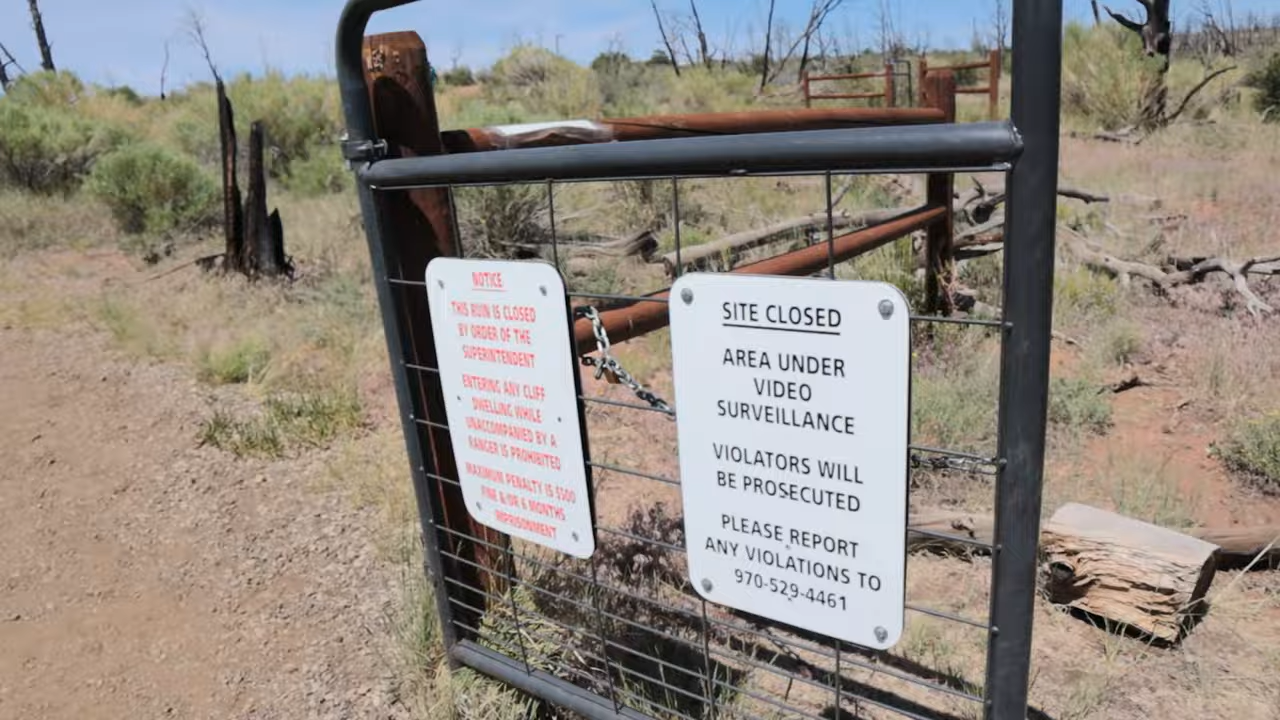 NOTICE
THIS RUIN IS CLOSED
BY ORDER OF THE
SUPERINTENDENT
ENTERING ANY CLIFF
DWELLING WHILE
UNACCOMPANIED BY A
RANGER IS PROHIBITED
MAXIMUM PENALTY IS $500
FINE &/OR 6 MONTHS
IMPRISONMENT
SITE CLOSED
AREA UNDER
VIDEO
SURVEILLANCE
VIOLATORS WILL
BE PROSECUTED
PLEASE REPORT
ANY VIOLATIONS TO
970-529-4461